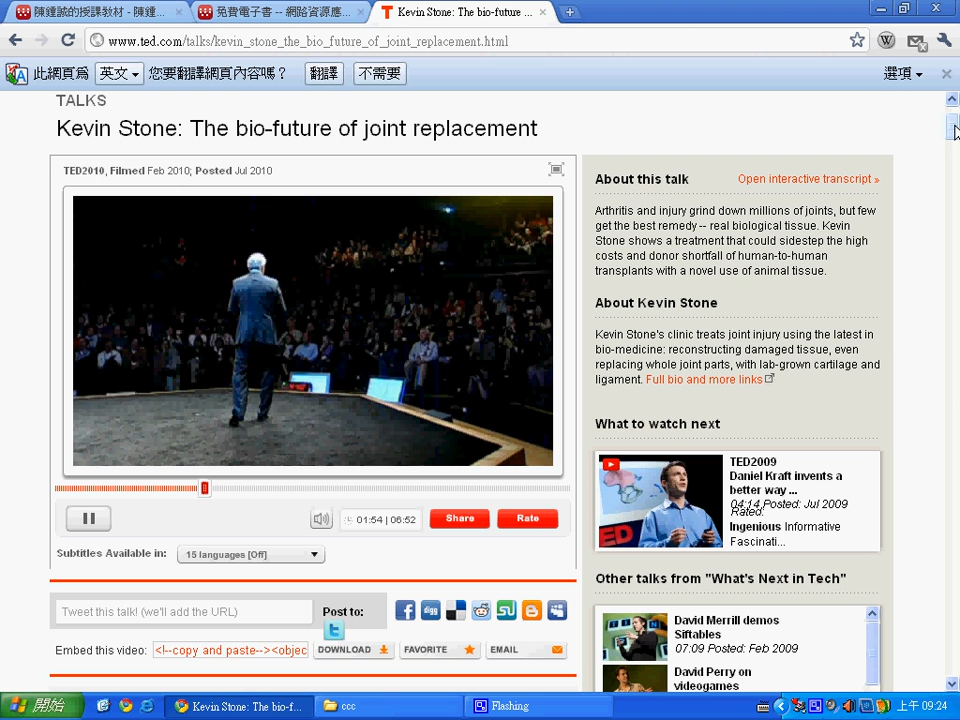 陳鍾誠的授課教材 - 陳鍾...
免費電子書 -- 網路資源應...
Kevin Stone: The bio-future ...
www.ted.com/talks/kevin_stone_the_bio_future_of_joint_replacement.html
此網頁為 英文 您要翻譯網頁內容嗎？ 翻譯 不需要 選項
TALKS
Kevin Stone: The bio-future of joint replacement
TED2010, Filmed Feb 2010; Posted Jul 2010
01:54 | 06:52
Share
Rate
Subtitles Available in: 15 languages [Off]
Tweet this talk! (we'll add the URL)
Post to:
digg
Embed this video: <!--copy and paste--><objec
DOWNLOAD
FAVORITE
EMAIL
About this talk
Open interactive transcript »
Arthritis and injury grind down millions of joints, but few
get the best remedy -- real biological tissue. Kevin
Stone shows a treatment that could sidestep the high
costs and donor shortfall of human-to-human
transplants with a novel use of animal tissue.
About Kevin Stone
Kevin Stone's clinic treats joint injury using the latest in
bio-medicine: reconstructing damaged tissue, even
replacing whole joint parts, with lab-grown cartilage and
ligament. Full bio and more links
What to watch next
TED2009
Daniel Kraft invents a
better way ...
04:14 Posted: Jul 2009
Rated:
Ingenious Informative
Fascinati...
Other talks from "What's Next in Tech"
David Merrill demos
Siftables
07:09 Posted: Feb 2009
David Perry on
videogames
開始
Kevin Stone: The bio-f...
ccc
Flashing
上午 09:24